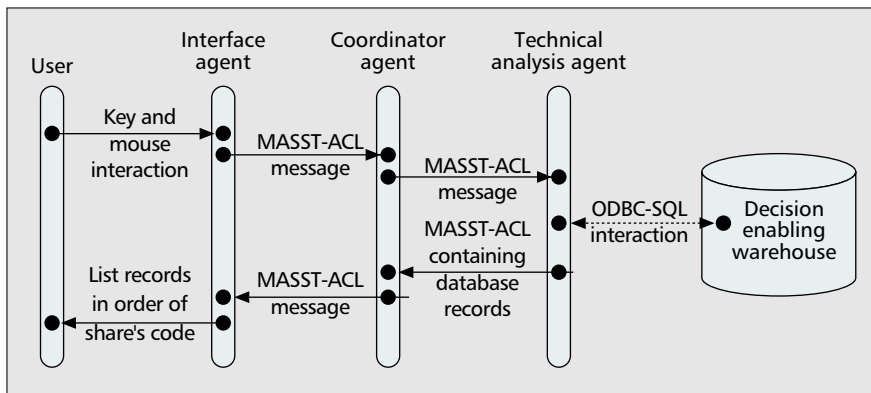 User
Interface
agent
Coordinator
agent
Technical
analysis agent
Key and
mouse
interaction
MASST-ACL
message
MASST-ACL
message
ODBC-SQL
interaction
Decision
enabling
warehouse
MASST-ACL
containing
database
records
MASST-ACL
message
List records
in order of
share's code